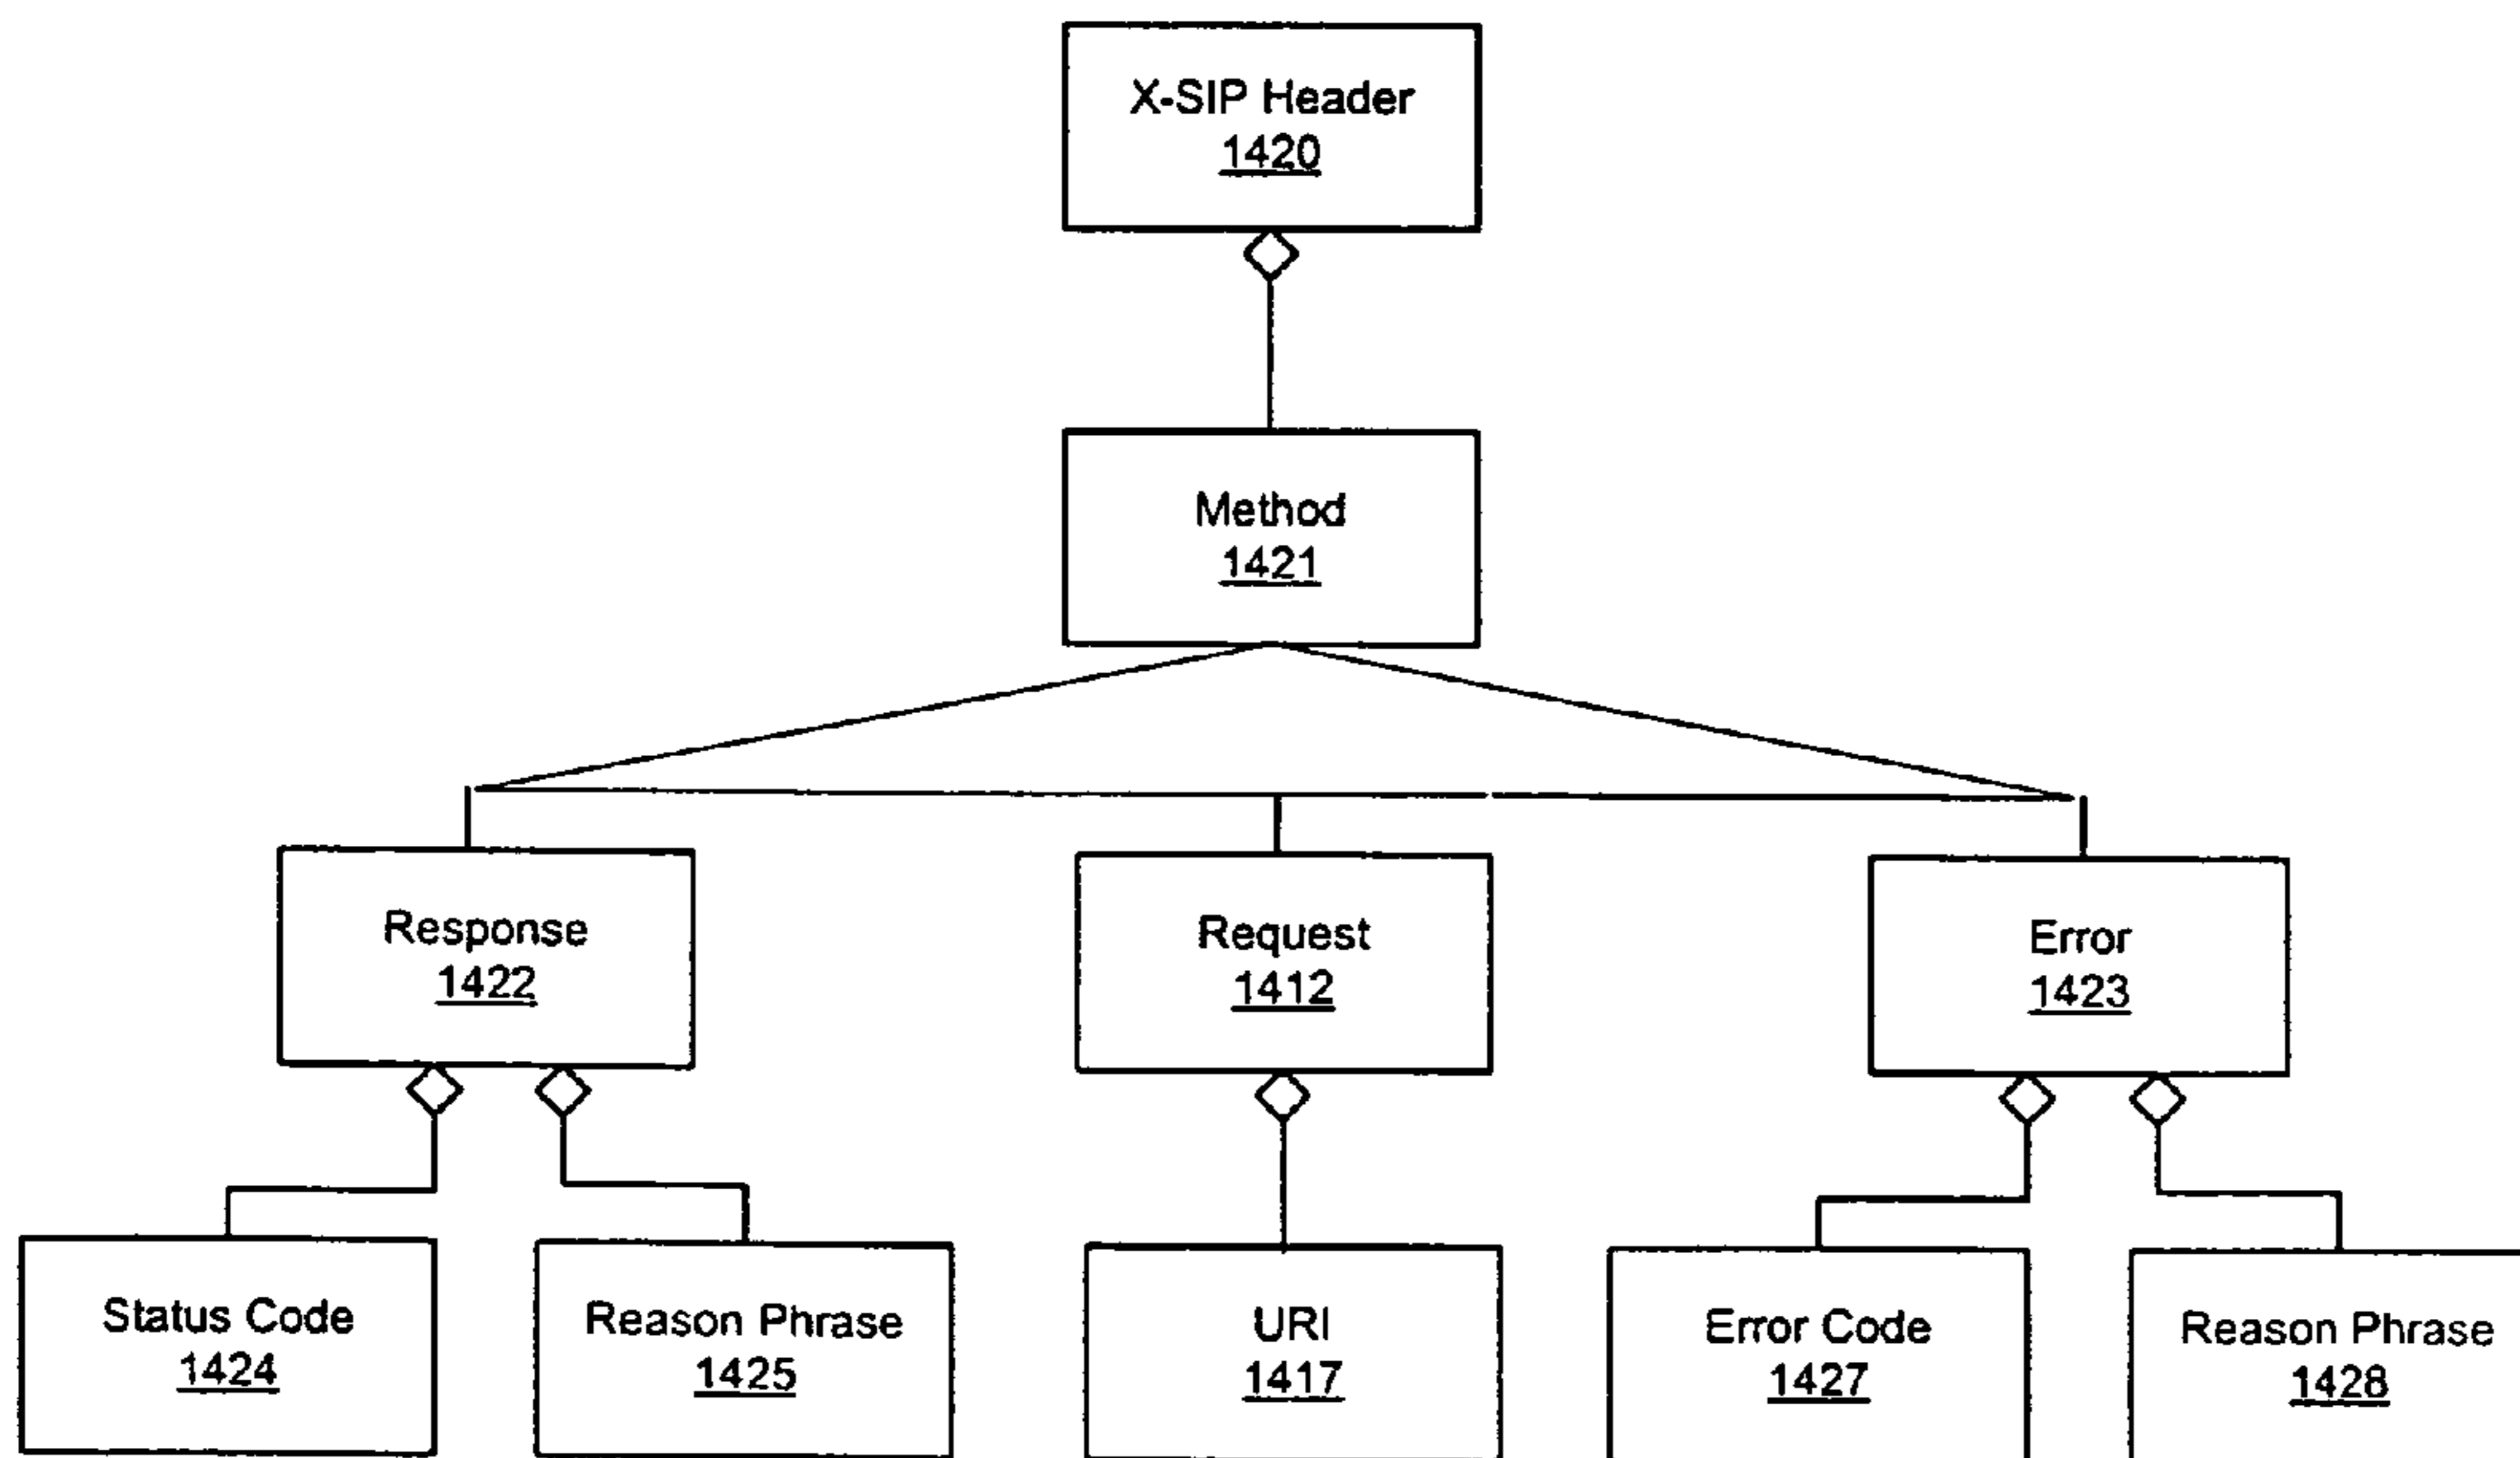 X-SIP Header
1420
Method
1421
Response
1422
Request
1412
Error
1423
Status Code
1424
Reason Phrase
1425
URI
1417
Error Code
1427
Reason Phrase
1428